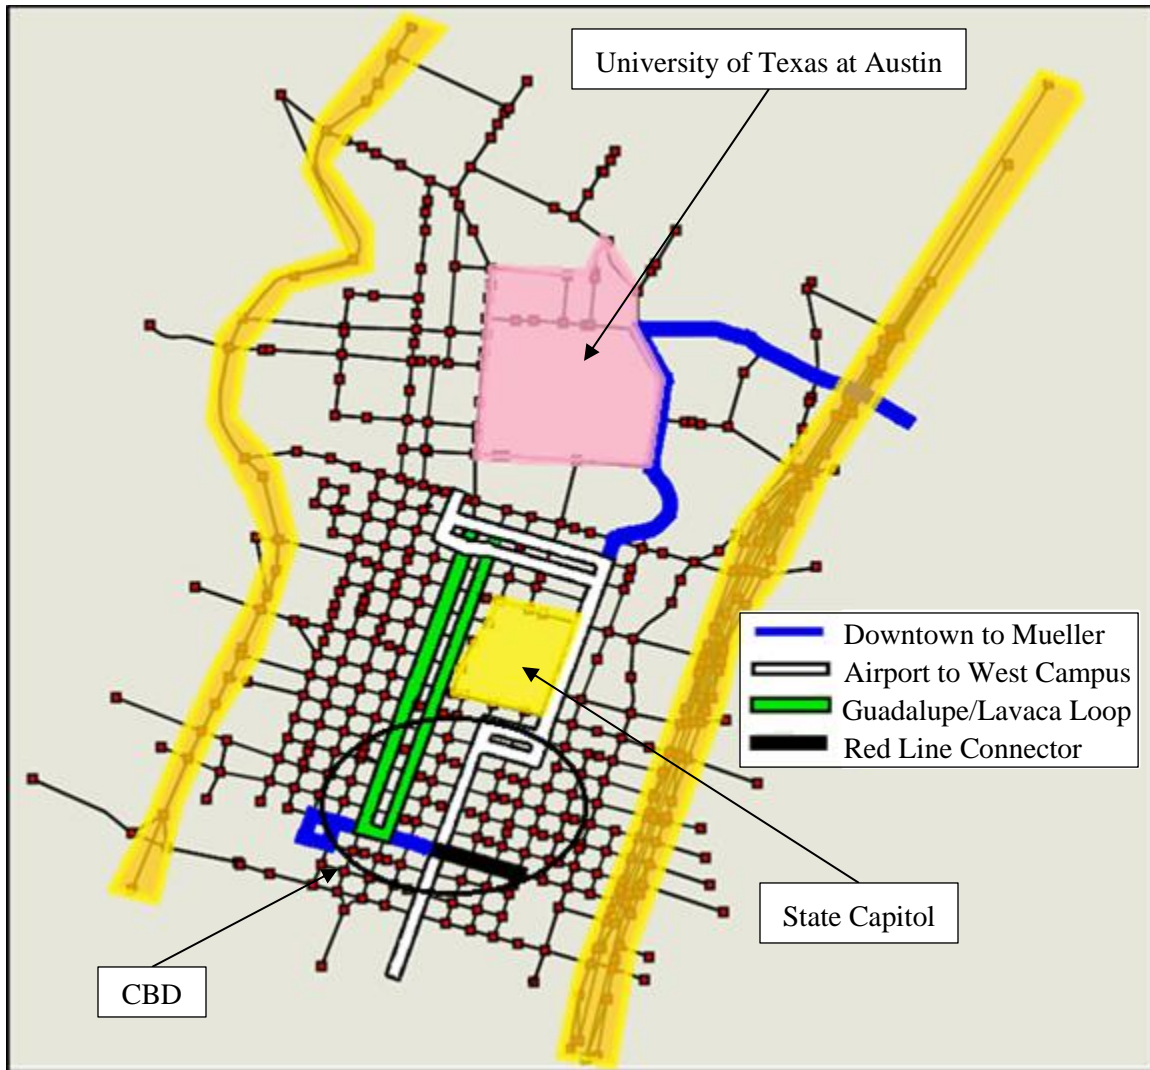 University of Texas at Austin
Downtown to Mueller
Airport to West Campus
Guadalupe/Lavaca Loop
Red Line Connector
State Capitol
CBD